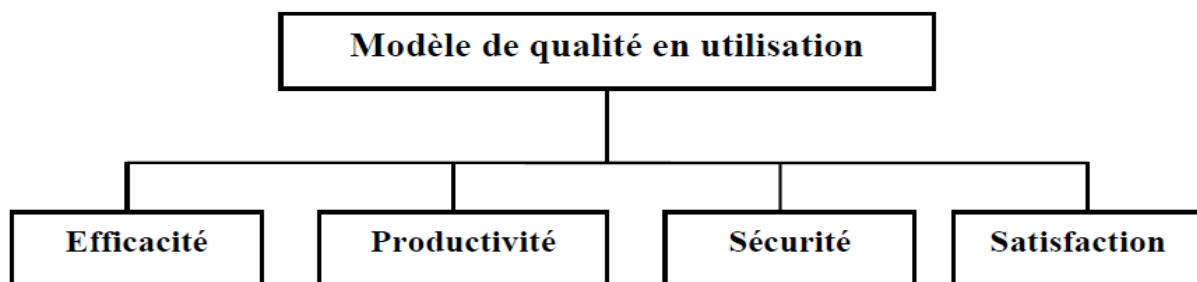 Modèle de qualité en utilisation
Efficacité
Productivité
Sécurité
Satisfaction